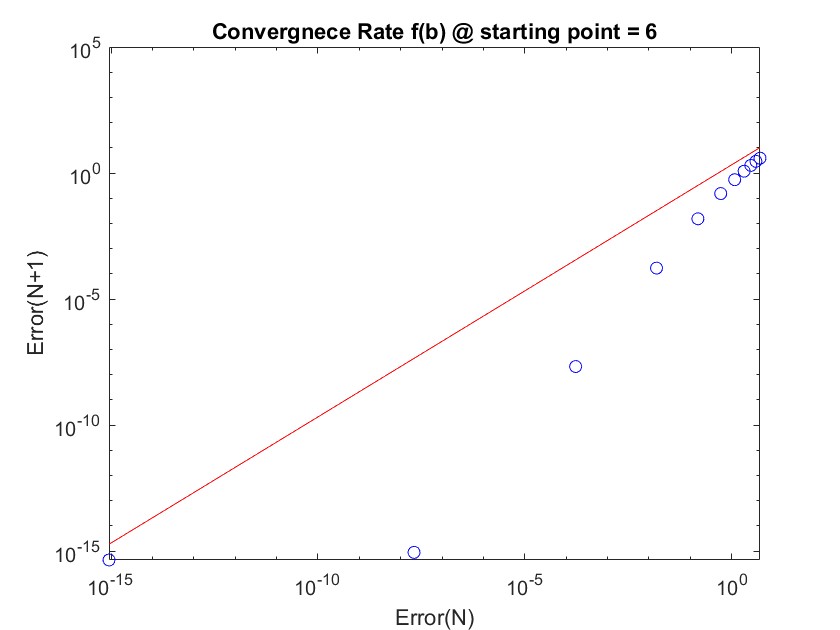 Convergnece Rate f(b) @ starting point = 6
10^5
10^0
10^-5
10^-10
10^-15
Error(N+1)
10^-15 10^-10 10^-5 10^0
Error(N)